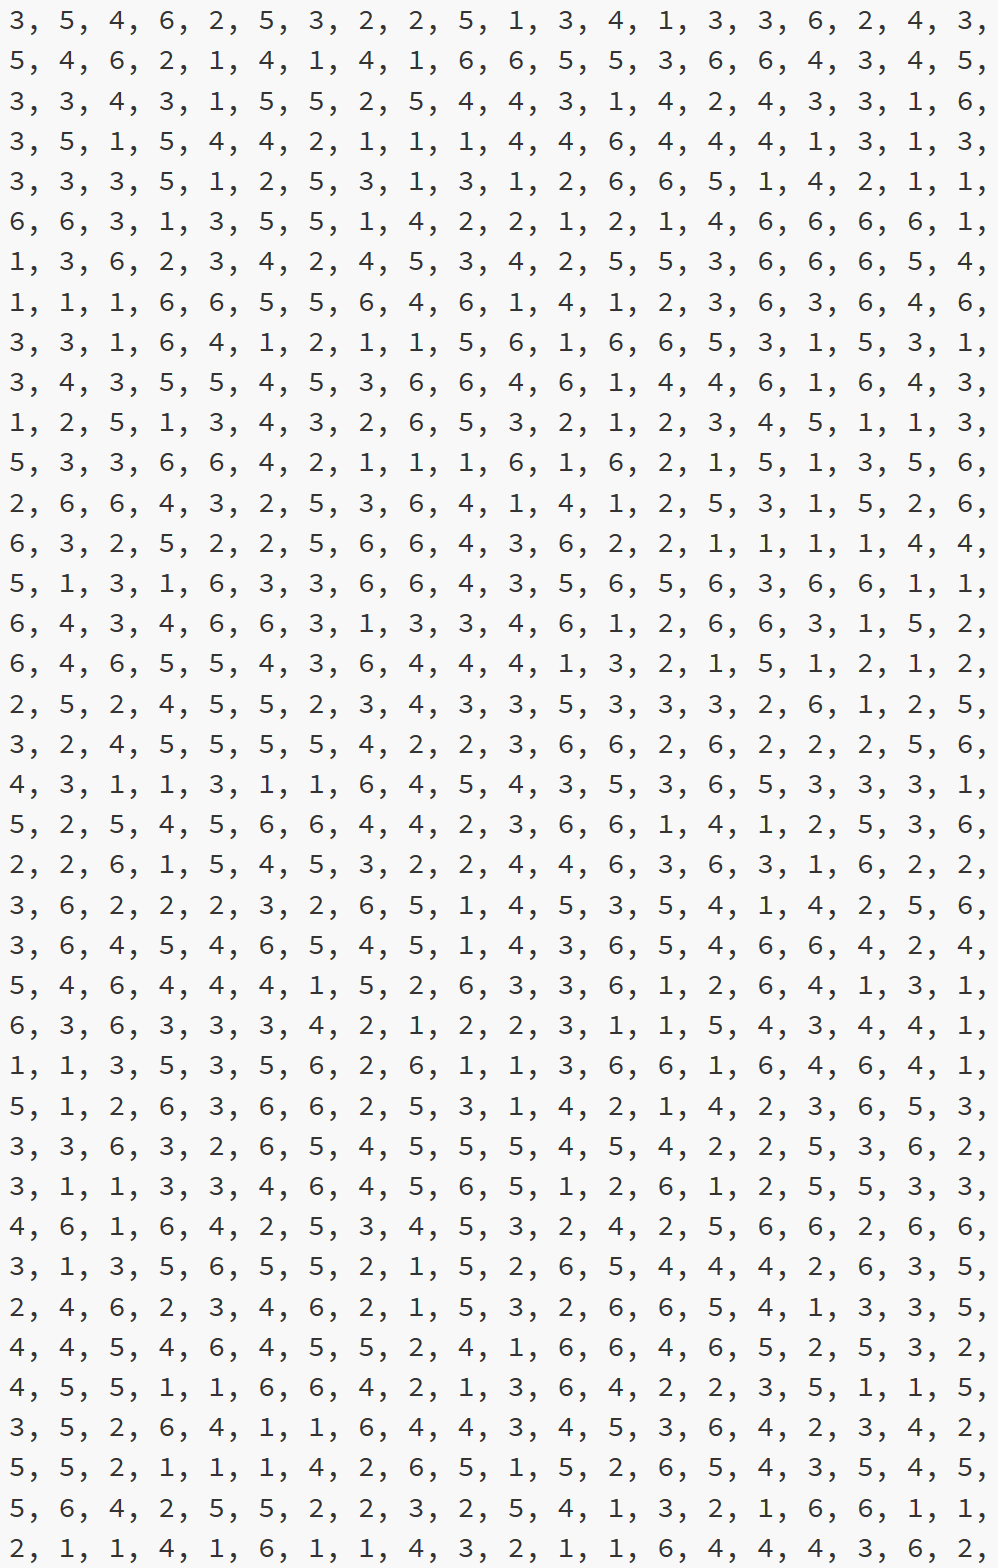 3, 5, 4, 6, 2, 5, 3, 2, 2, 5, 1, 3, 4, 1, 3, 3, 6, 2, 4, 3,
5, 4, 6, 2, 1, 4, 1, 4, 1, 6, 6, 5, 5, 3, 6, 6, 4, 3, 4, 5,
3, 3, 4, 3, 1, 5, 5, 2, 5, 4, 4, 3, 1, 4, 2, 4, 3, 3, 1, 6,
3, 5, 1, 5, 4, 4, 2, 1, 1, 1, 4, 4, 6, 4, 4, 4, 1, 3, 1, 3,
3, 3, 3, 5, 1, 2, 5, 3, 1, 3, 1, 2, 6, 6, 5, 1, 4, 2, 1, 1,
6, 6, 3, 1, 3, 5, 5, 1, 4, 2, 2, 1, 2, 1, 4, 6, 6, 6, 6, 1,
1, 3, 6, 2, 3, 4, 2, 4, 5, 3, 4, 2, 5, 5, 3, 6, 6, 6, 5, 4,
1, 1, 1, 6, 6, 5, 5, 6, 4, 6, 1, 4, 1, 2, 3, 6, 3, 6, 4, 6,
3, 3, 1, 6, 4, 1, 2, 1, 1, 5, 6, 1, 6, 6, 5, 3, 1, 5, 3, 1,
3, 4, 3, 5, 5, 4, 5, 3, 6, 6, 4, 6, 1, 4, 4, 6, 1, 6, 4, 3,
1, 2, 5, 1, 3, 4, 3, 2, 6, 5, 3, 2, 1, 2, 3, 4, 5, 1, 1, 3,
5, 3, 3, 6, 6, 4, 2, 1, 1, 1, 6, 1, 6, 2, 1, 5, 1, 3, 5, 6,
2, 6, 6, 4, 3, 2, 5, 3, 6, 4, 1, 4, 1, 2, 5, 3, 1, 5, 2, 6,
6, 3, 2, 5, 2, 2, 5, 6, 6, 4, 3, 6, 2, 2, 1, 1, 1, 1, 4, 4,
5, 1, 3, 1, 6, 3, 3, 6, 6, 4, 3, 5, 6, 5, 6, 3, 6, 6, 1, 1,
6, 4, 3, 4, 6, 6, 3, 1, 3, 3, 4, 6, 1, 2, 6, 6, 3, 1, 5, 2,
6, 4, 6, 5, 5, 4, 3, 6, 4, 4, 4, 1, 3, 2, 1, 5, 1, 2, 1, 2,
2, 5, 2, 4, 5, 5, 2, 3, 4, 3, 3, 5, 3, 3, 3, 2, 6, 1, 2, 5,
3, 2, 4, 5, 5, 5, 5, 4, 2, 2, 3, 6, 6, 2, 6, 2, 2, 2, 5, 6,
4, 3, 1, 1, 3, 1, 1, 6, 4, 5, 4, 3, 5, 3, 6, 5, 3, 3, 3, 1,
5, 2, 5, 4, 5, 6, 6, 4, 4, 2, 3, 6, 6, 1, 4, 1, 2, 5, 3, 6,
2, 2, 6, 1, 5, 4, 5, 3, 2, 2, 4, 4, 6, 3, 6, 3, 1, 6, 2, 2,
3, 6, 2, 2, 2, 3, 2, 6, 5, 1, 4, 5, 3, 5, 4, 1, 4, 2, 5, 6,
3, 6, 4, 5, 4, 6, 5, 4, 5, 1, 4, 3, 6, 5, 4, 6, 6, 4, 2, 4,
5, 4, 6, 4, 4, 4, 1, 5, 2, 6, 3, 3, 6, 1, 2, 6, 4, 1, 3, 1,
6, 3, 6, 3, 3, 3, 4, 2, 1, 2, 2, 3, 1, 1, 5, 4, 3, 4, 4, 1,
1, 1, 3, 5, 3, 5, 6, 2, 6, 1, 1, 3, 6, 6, 1, 6, 4, 6, 4, 1,
5, 1, 2, 6, 3, 6, 6, 2, 5, 3, 1, 4, 2, 1, 4, 2, 3, 6, 5, 3,
3, 3, 6, 3, 2, 6, 5, 4, 5, 5, 5, 4, 5, 4, 2, 2, 5, 3, 6, 2,
3, 1, 1, 3, 3, 4, 6, 4, 5, 6, 5, 1, 2, 6, 1, 2, 5, 5, 3, 3,
4, 6, 1, 6, 4, 2, 5, 3, 4, 5, 3, 2, 4, 2, 5, 6, 6, 2, 6, 6,
3, 1, 3, 5, 6, 5, 5, 2, 1, 5, 2, 6, 5, 4, 4, 4, 2, 6, 3, 5,
2, 4, 6, 2, 3, 4, 6, 2, 1, 5, 3, 2, 6, 6, 5, 4, 1, 3, 3, 5,
4, 4, 5, 4, 6, 4, 5, 5, 2, 4, 1, 6, 6, 4, 6, 5, 2, 5, 3, 2,
4, 5, 5, 1, 1, 6, 6, 4, 2, 1, 3, 6, 4, 2, 2, 3, 5, 1, 1, 5,
3, 5, 2, 6, 4, 1, 1, 6, 4, 4, 3, 4, 5, 3, 6, 4, 2, 3, 4, 2,
5, 5, 2, 1, 1, 1, 4, 2, 6, 5, 1, 5, 2, 6, 5, 4, 3, 5, 4, 5,
5, 6, 4, 2, 5, 5, 2, 2, 3, 2, 5, 4, 1, 3, 2, 1, 6, 6, 1, 1,
2, 1, 1, 4, 1, 6, 1, 1, 4, 3, 2, 1, 1, 6, 4, 4, 4, 3, 6, 2,